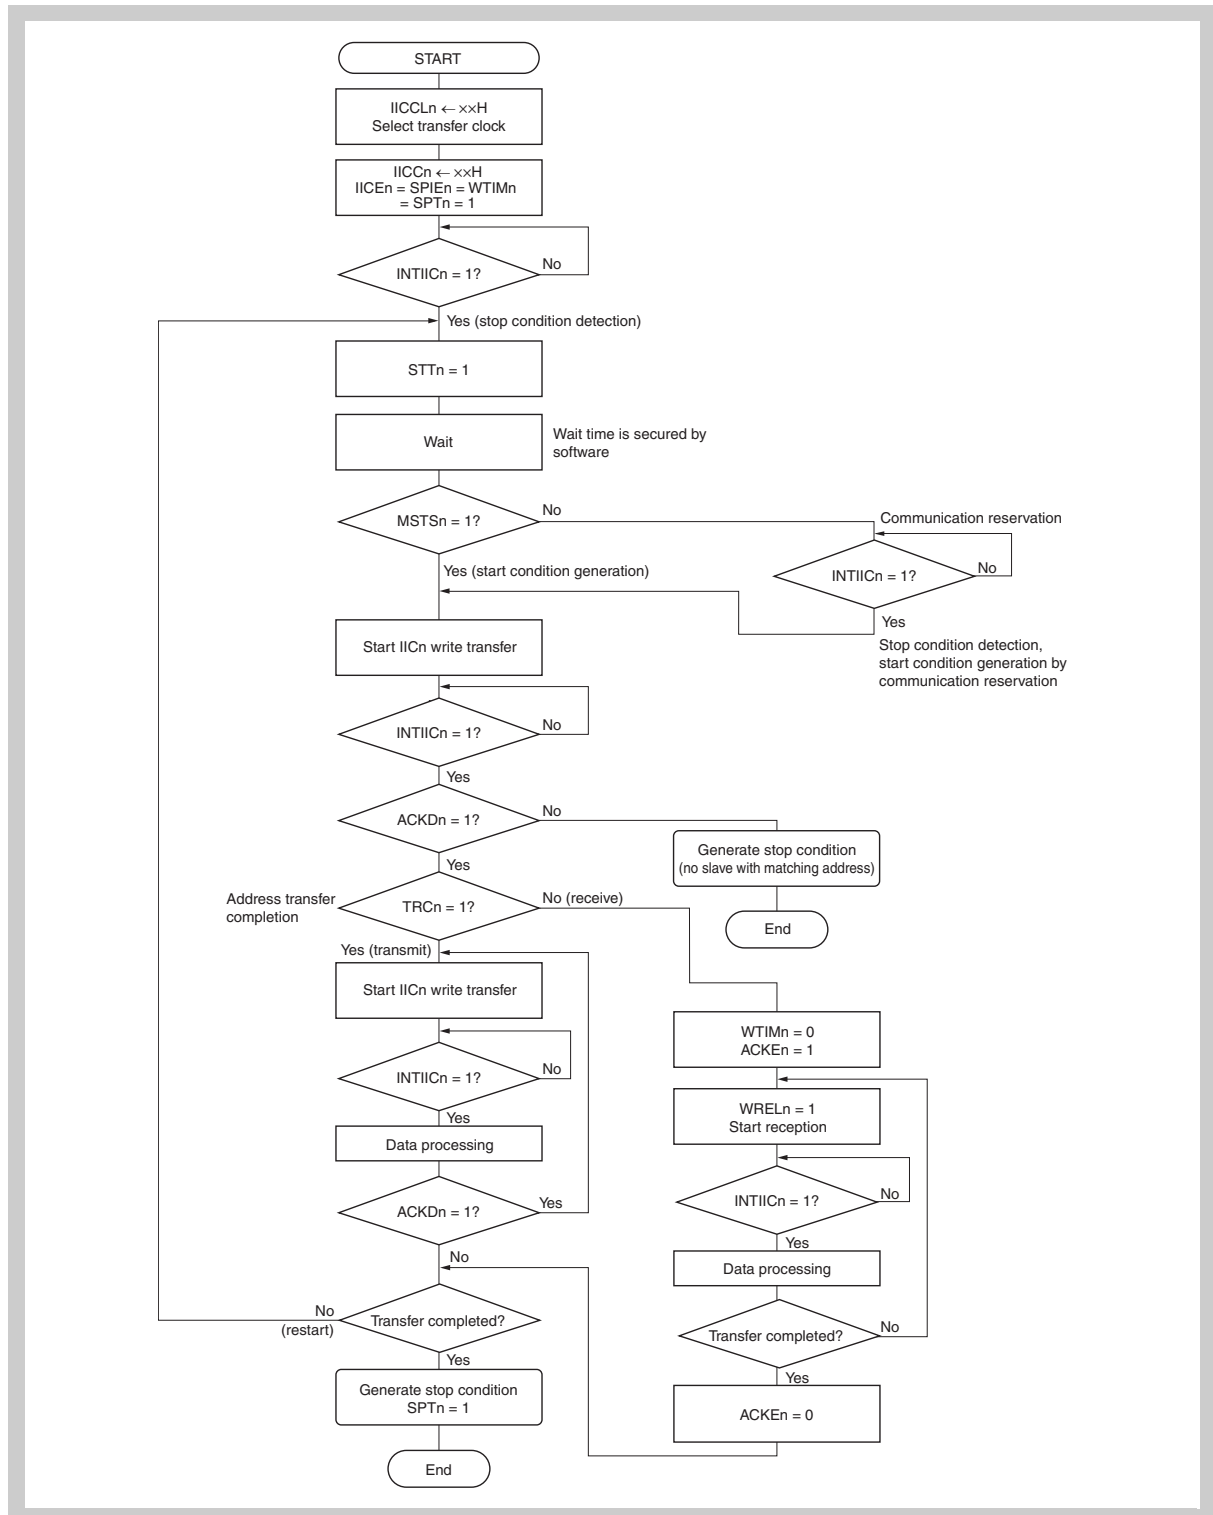 START
IICCLn ← ××H
Select transfer clock
IICCn ← ××H
IICEn = SPIEn = WTIMn
= SPTn = 1
INTIICn = 1?
No
Yes (stop condition detection)
STTn = 1
Wait
Wait time is secured by
software
MSTSn = 1?
No
Communication reservation
INTIICn = 1?
No
Yes
Stop condition detection,
start condition generation by
communication reservation
Yes (start condition generation)
Start IICn write transfer
INTIICn = 1?
No
Yes
ACKDn = 1?
No
Generate stop condition
(no slave with matching address)
End
Yes
Address transfer
completion
TRCn = 1?
No (receive)
Yes (transmit)
Start IICn write transfer
INTIICn = 1?
No
Yes
Data processing
ACKDn = 1?
Yes
No
Transfer completed?
No
(restart)
Yes
Generate stop condition
SPTn = 1
End
WTIMn = 0
ACKEn = 1
WRELn = 1
Start reception
INTIICn = 1?
No
Yes
Data processing
Transfer completed?
No
Yes
ACKEn = 0